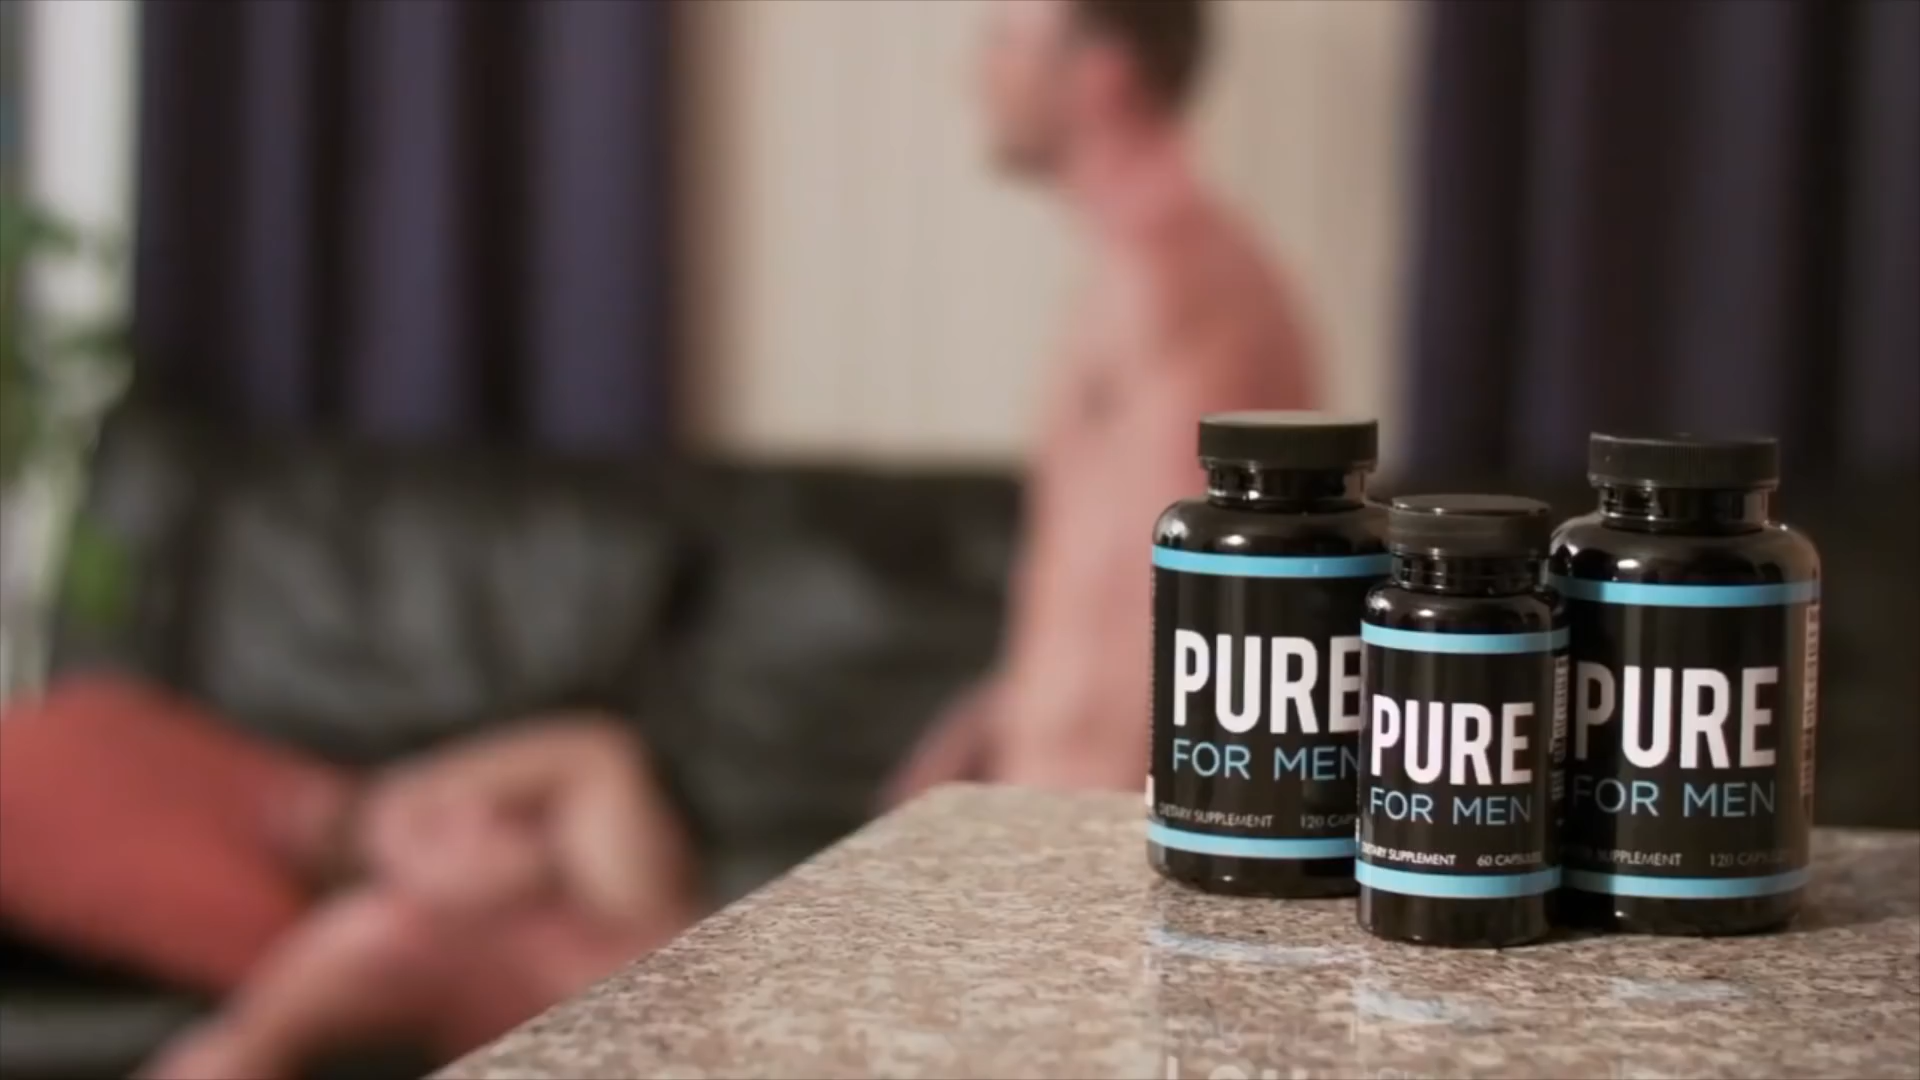 PURE
FOR MEN
DIETARY SUPPLEMENT 120 CAP
PURE
FOR MEN
DIETARY SUPPLEMENT 60 CAPSULES
PURE
FOR MEN
SUPPLEMENT 120 CAPSULES